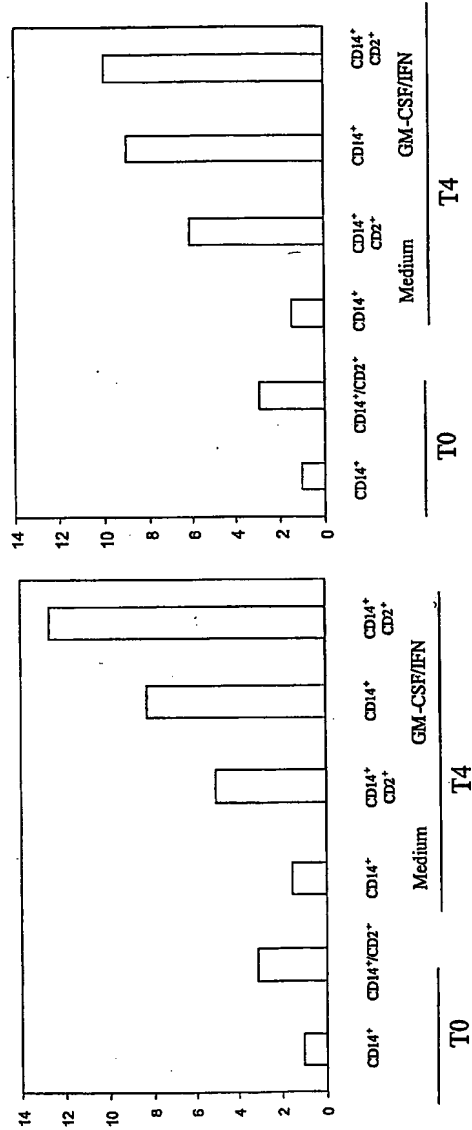 14
12
10
8
6
4
2
0
CD14⁺
CD14⁺/CD2⁺
CD14⁺
CD14⁺
CD2⁺
CD14⁺
CD14⁺
CD2⁺
Medium
GM-CSF/IFN
T0
T4
14
12
10
8
6
4
2
0
CD14⁺
CD14⁺/CD2⁺
CD14⁺
CD14⁺
CD2⁺
CD14⁺
CD14⁺
CD2⁺
Medium
GM-CSF/IFN
T0
T4